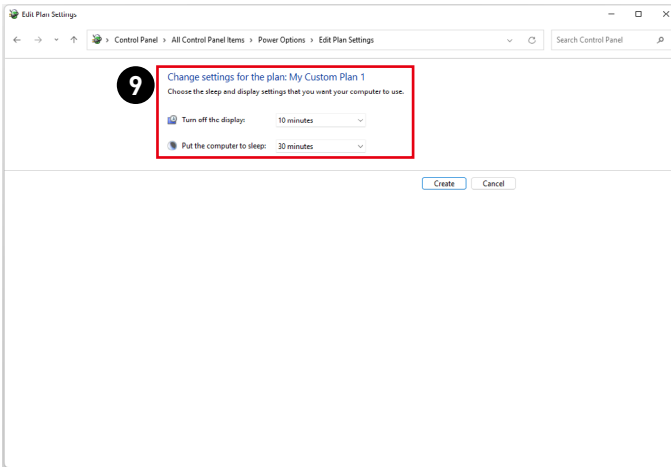 Edit Plan Settings
Control Panel > All Control Panel Items > Power Options > Edit Plan Settings
Search Control Panel
9
Change settings for the plan: My Custom Plan 1
Choose the sleep and display settings that you want your computer to use.
Turn off the display: 10 minutes
Put the computer to sleep: 30 minutes
Create Cancel